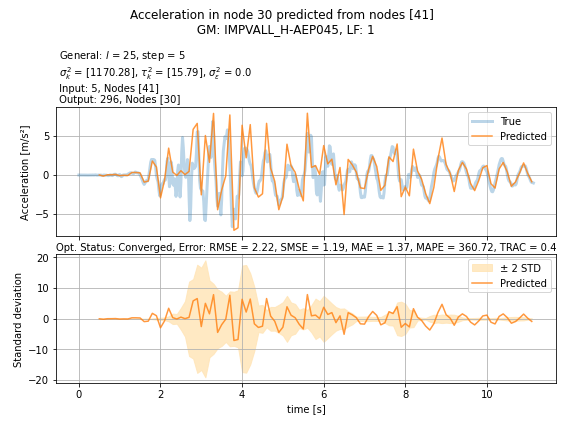 Acceleration in node 30 predicted from nodes [41]
GM: IMPVALL_H-AEP045, LF: 1
General: l = 25, step = 5
σ²ₖ = [1170.28], τ²ₖ = [15.79], σ²ε = 0.0
Input: 5, Nodes [41]
Output: 296, Nodes [30]
Acceleration [m/s²]
5
0
−5
True
Predicted
Opt. Status: Converged, Error: RMSE = 2.22, SMSE = 1.19, MAE = 1.37, MAPE = 360.72, TRAC = 0.4
Standard deviation
20
10
0
−10
−20
± 2 STD
Predicted
0 2 4 6 8 10
time [s]